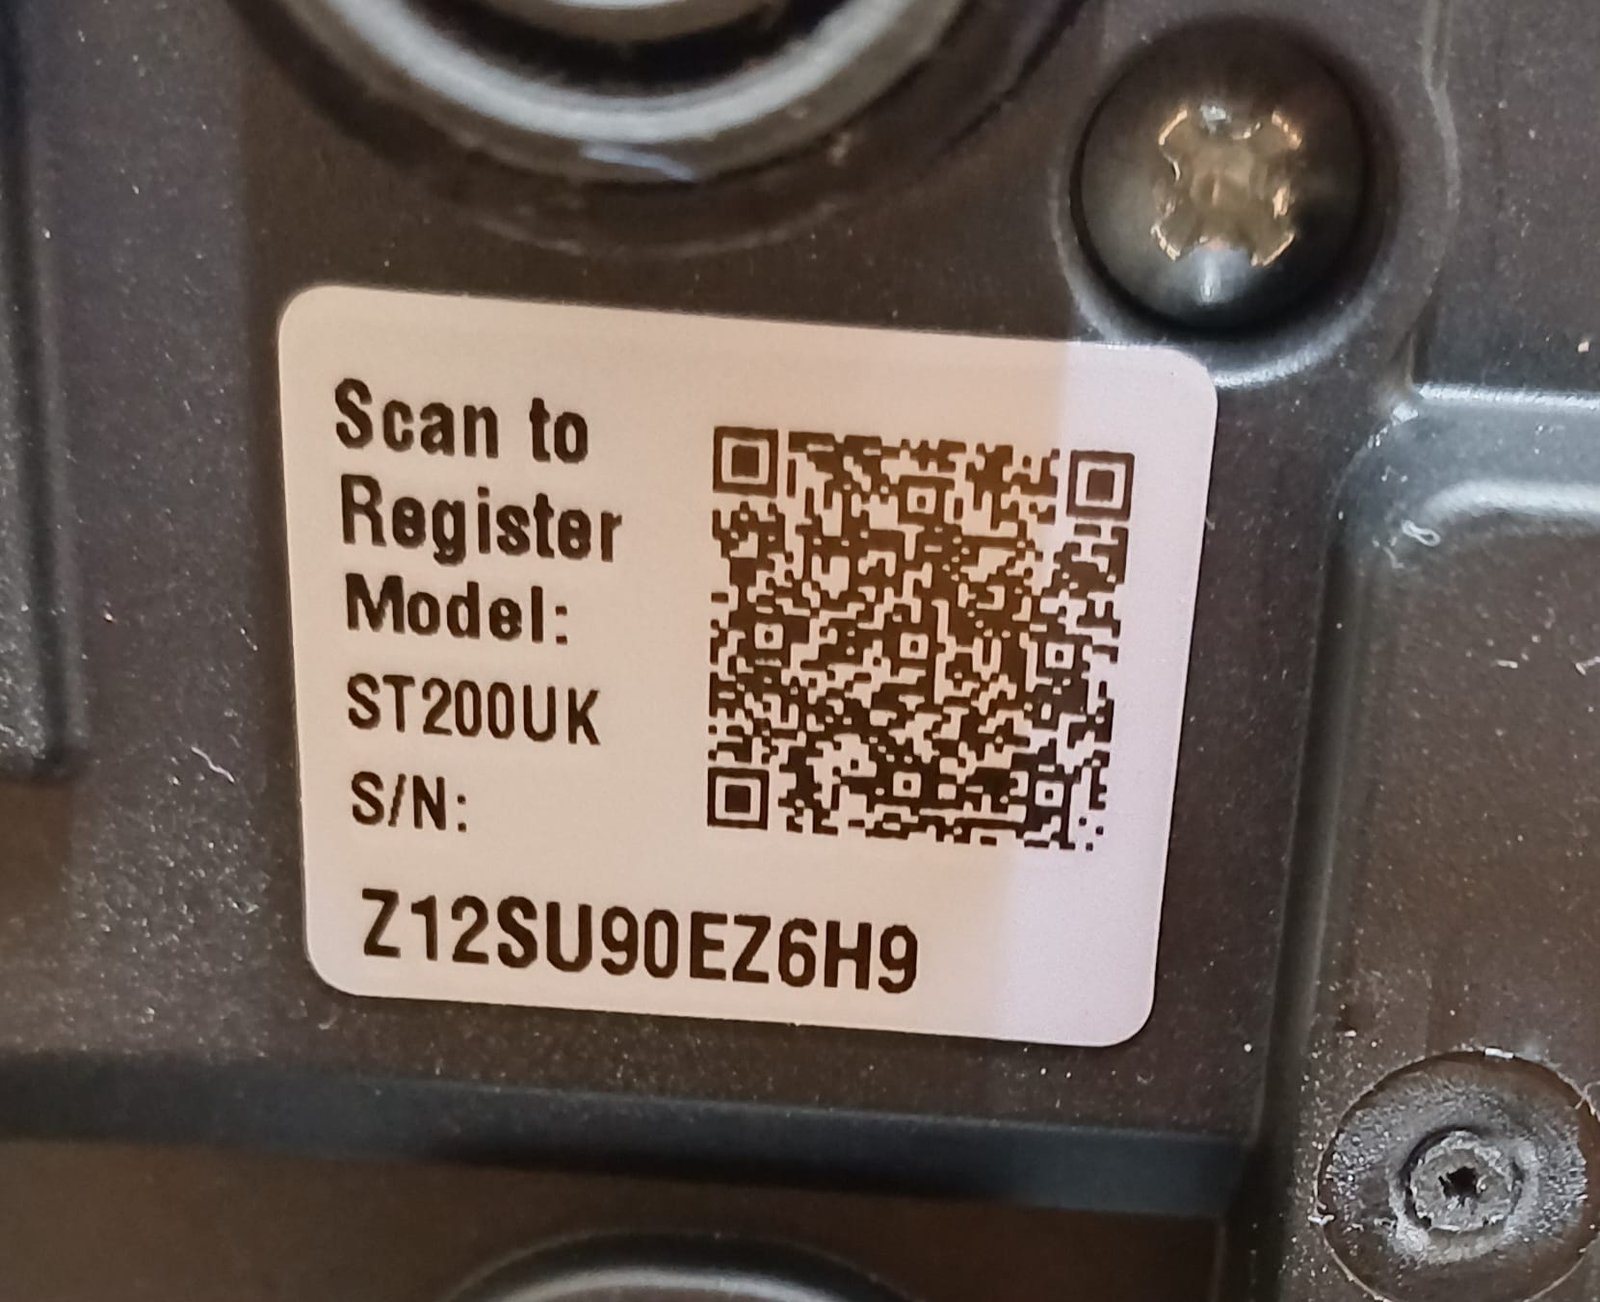 Scan to
Register
Model:
ST200UK
S/N:
Z12SU90EZ6H9